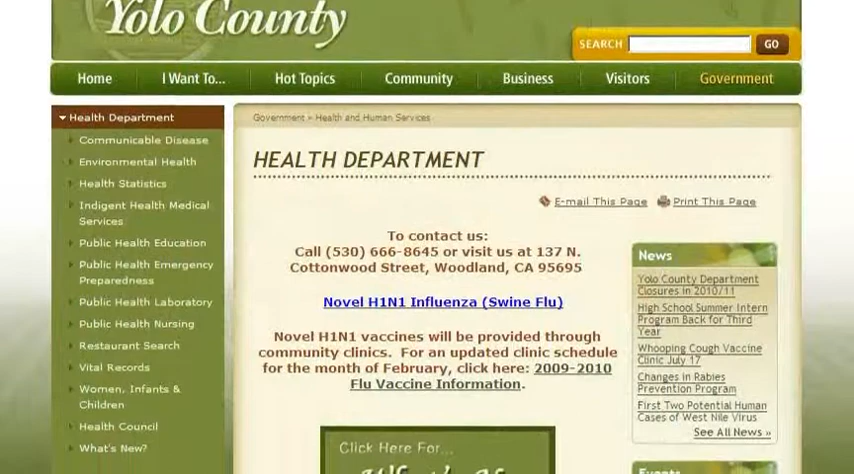 Yolo County
SEARCH GO
Home I Want To... Hot Topics Community Business Visitors Government
Health Department
Communicable Disease
Environmental Health
Health Statistics
Indigent Health Medical
Services
Public Health Education
Public Health Emergency
Preparedness
Public Health Laboratory
Public Health Nursing
Restaurant Search
Vital Records
Women, Infants &
Children
Health Council
What's New?
Government > Health and Human Services
HEALTH DEPARTMENT
E-mail This Page Print This Page
To contact us:
Call (530) 666-8645 or visit us at 137 N.
Cottonwood Street, Woodland, CA 95695
Novel H1N1 Influenza (Swine Flu)
Novel H1N1 vaccines will be provided through
community clinics. For an updated clinic schedule
for the month of February, click here: 2009-2010
Flu Vaccine Information.
Click Here For...
News
Yolo County Department
Closures in 2010/11
High School Summer Intern
Program Back for Third
Year
Whooping Cough Vaccine
Clinic July 17
Changes in Rabies
Prevention Program
First Two Potential Human
Cases of West Nile Virus
See All News »
Events